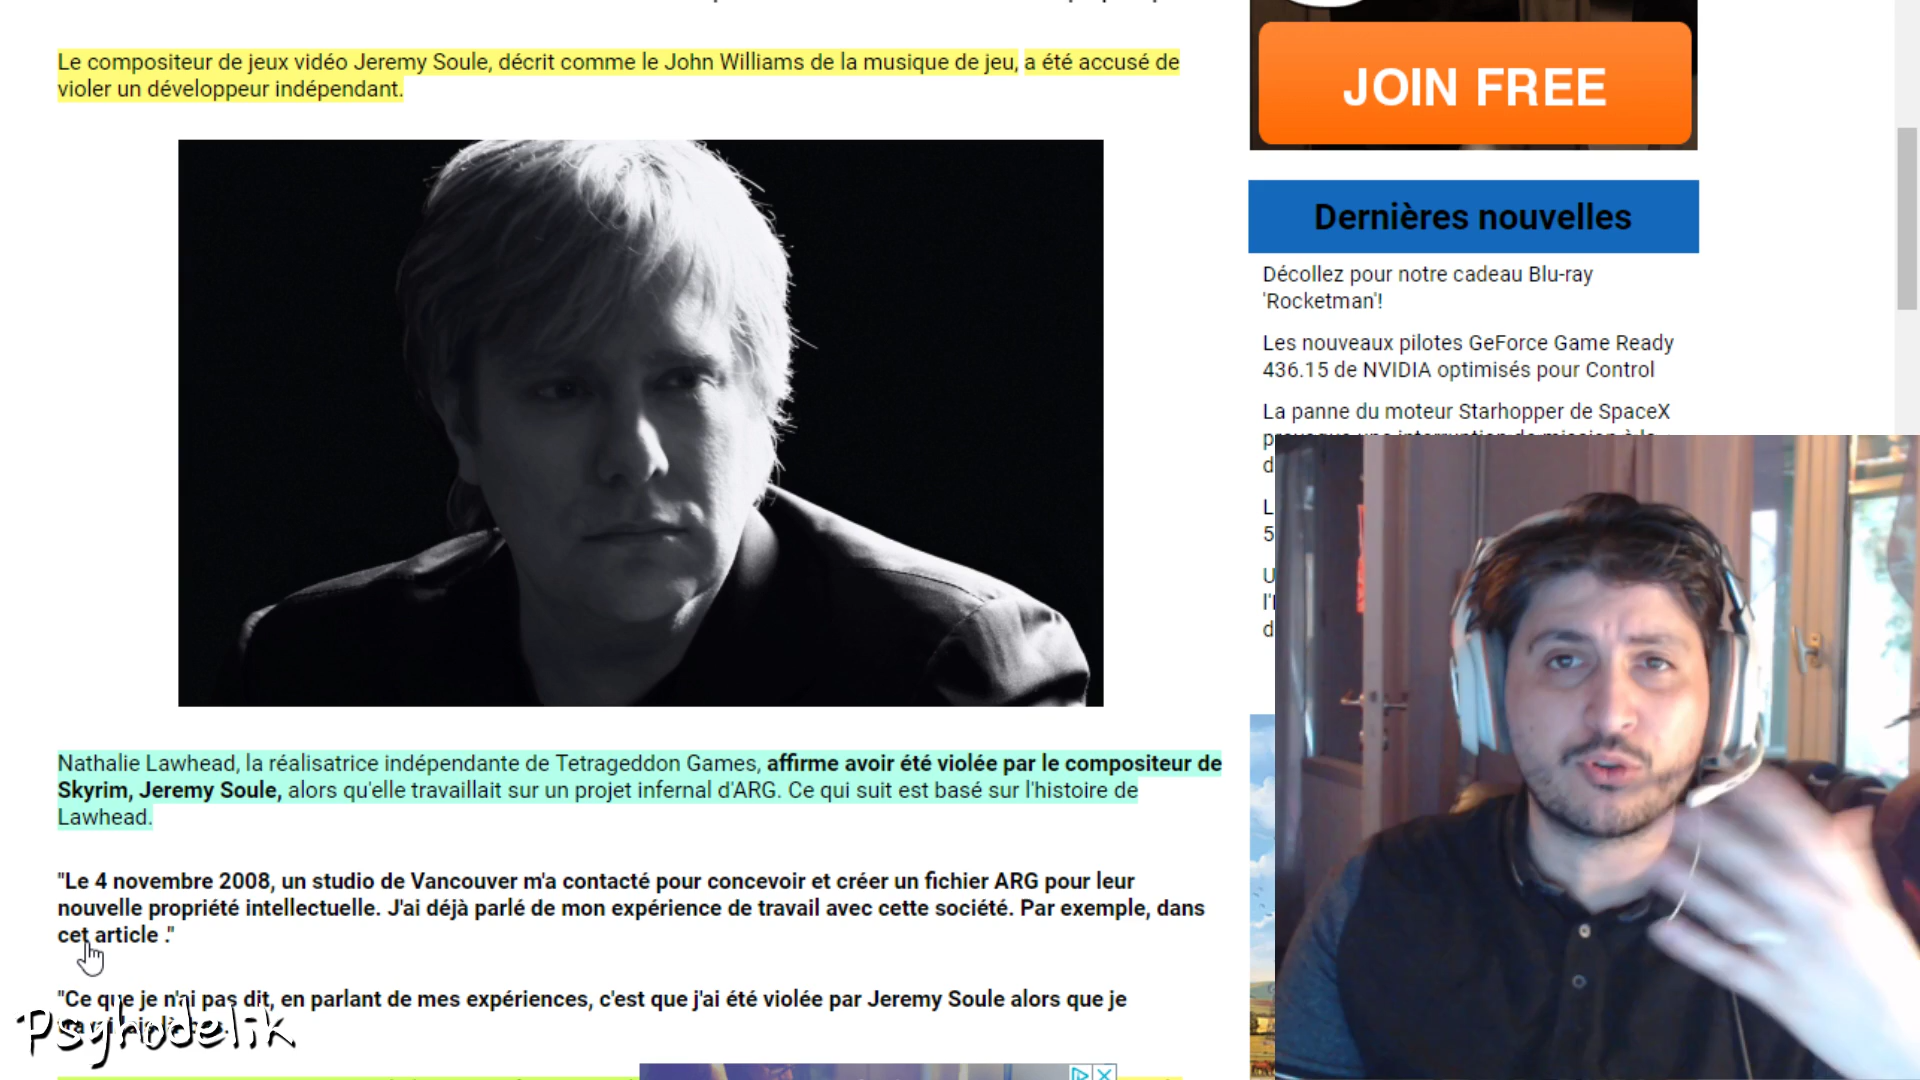 Le compositeur de jeux vidéo Jeremy Soule, décrit comme le John Williams de la musique de jeu, a été accusé de
violer un développeur indépendant.
JOIN FREE
Dernières nouvelles
Décollez pour notre cadeau Blu-ray
'Rocketman'!
Les nouveaux pilotes GeForce Game Ready
436.15 de NVIDIA optimisés pour Control
La panne du moteur Starhopper de SpaceX
Nathalie Lawhead, la réalisatrice indépendante de Tetrageddon Games, affirme avoir été violée par le compositeur de
Skyrim, Jeremy Soule, alors qu'elle travaillait sur un projet infernal d'ARG. Ce qui suit est basé sur l'histoire de
Lawhead.
"Le 4 novembre 2008, un studio de Vancouver m'a contacté pour concevoir et créer un fichier ARG pour leur
nouvelle propriété intellectuelle. J'ai déjà parlé de mon expérience de travail avec cette société. Par exemple, dans
cet article ."
"Ce que je n'ai pas dit, en parlant de mes expériences, c'est que j'ai été violée par Jeremy Soule alors que je
Psyhodelik